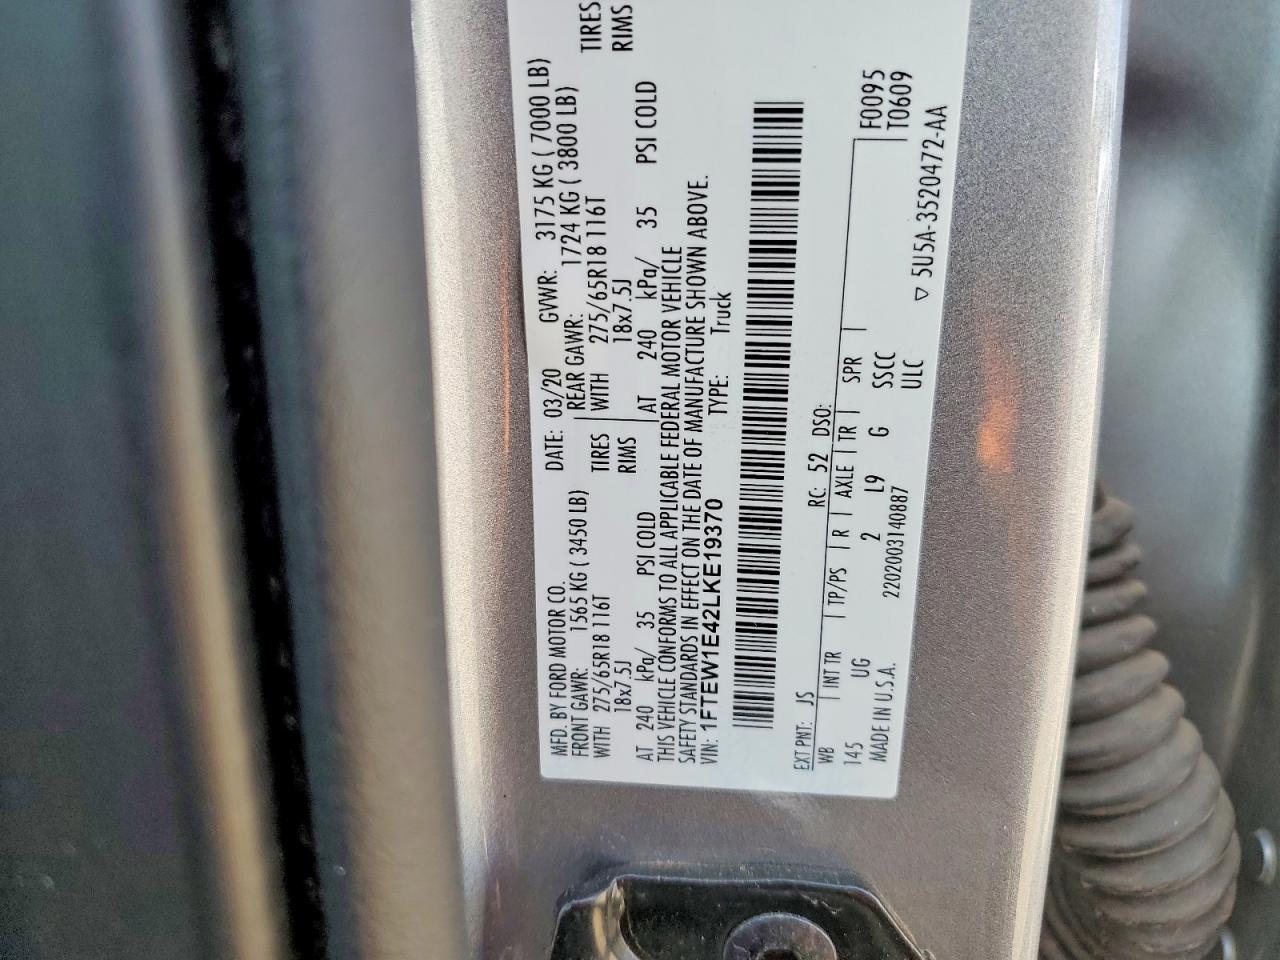 MFD. BY FORD MOTOR CO. DATE: 03/20 GVWR: 3175 KG ( 7000 LB)
FRONT GAWR: 1565 KG ( 3450 LB) REAR GAWR: 1724 KG ( 3800 LB)
WITH 275/65R18 116T TIRES WITH 275/65R18 116T TIRES
18x7.5J RIMS 18x7.5J RIMS
AT 240 kPa/ 35 PSI COLD AT 240 kPa/ 35 PSI COLD
THIS VEHICLE CONFORMS TO ALL APPLICABLE FEDERAL MOTOR VEHICLE
SAFETY STANDARDS IN EFFECT ON THE DATE OF MANUFACTURE SHOWN ABOVE.
VIN: 1FTEW1E42LKE19370 TYPE: Truck
EXT PNT: JS RC: 52 DSO:
WB INT TR TP/PS R AXLE TR SPR F0095
145 UG 2 L9 G SSCC T0609
MADE IN U.S.A. 2202003140887 ULC
▽ 5U5A-3520472-AA